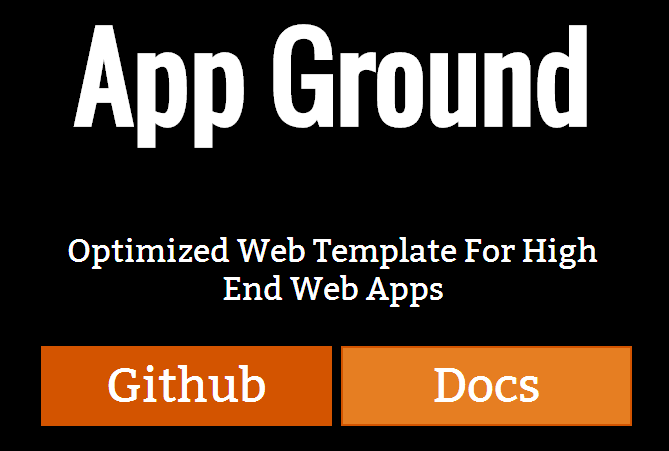 App Ground
Optimized Web Template For High
End Web Apps
Github
Docs